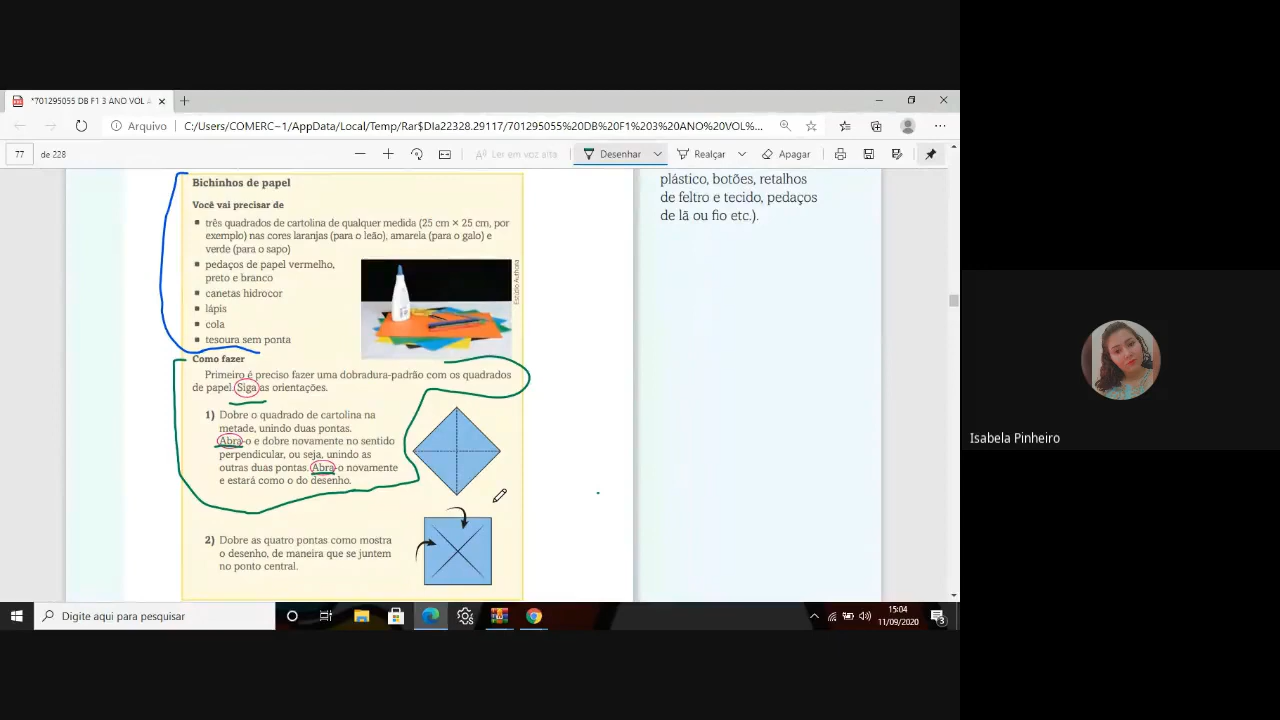 *701295055 DB F1 3 ANO VOL
Arquivo
C:/Users/COMERC~1/AppData/Local/Temp/Rar$DIa22328.29117/701295055%20DB%20F1%203%20ANO%20VOL%...
77 de 228
Ler em voz alta
Desenhar
Realçar
Apagar
Bichinhos de papel
Você vai precisar de
▪ três quadrados de cartolina de qualquer medida (25 cm × 25 cm, por
exemplo) nas cores laranjas (para o leão), amarela (para o galo) e
verde (para o sapo)
▪ pedaços de papel vermelho,
preto e branco
▪ canetas hidrocor
▪ lápis
▪ cola
▪ tesoura sem ponta
Estúdio Authora
Como fazer
Primeiro é preciso fazer uma dobradura-padrão com os quadrados
de papel. Siga as orientações.
1) Dobre o quadrado de cartolina na
metade, unindo duas pontas.
Abra-o e dobre novamente no sentido
perpendicular, ou seja, unindo as
outras duas pontas. Abra-o novamente
e estará como o do desenho.
2) Dobre as quatro pontas como mostra
o desenho, de maneira que se juntem
no ponto central.
plástico, botões, retalhos
de feltro e tecido, pedaços
de lã ou fio etc.).
Isabela Pinheiro
Digite aqui para pesquisar
15:04
11/09/2020
3